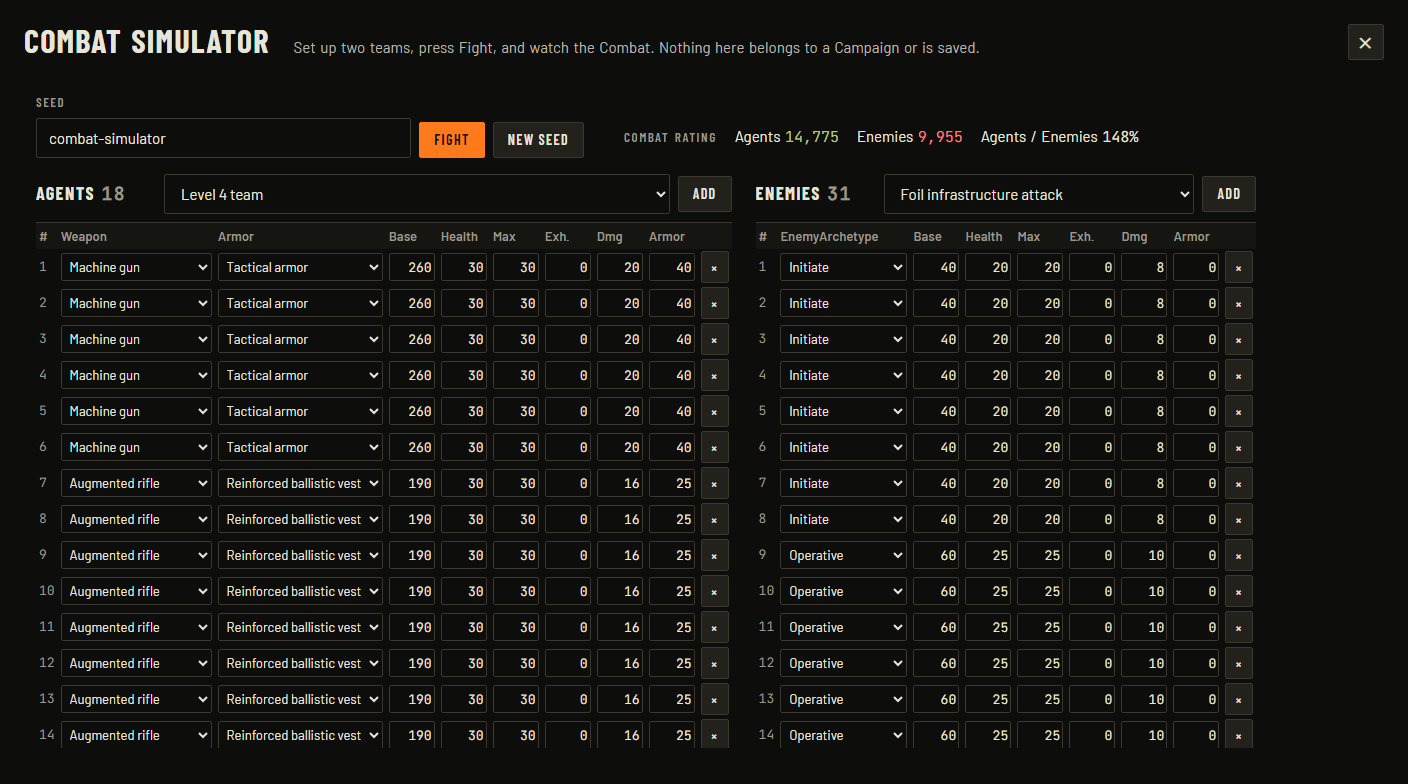 COMBAT SIMULATOR Set up two teams, press Fight, and watch the Combat. Nothing here belongs to a Campaign or is saved. ×
SEED
combat-simulator FIGHT NEW SEED COMBAT RATING Agents 14,775 Enemies 9,955 Agents / Enemies 148%
AGENTS 18 Level 4 team ADD ENEMIES 31 Foil infrastructure attack ADD
# Weapon Armor Base Health Max Exh. Dmg Armor # EnemyArchetype Base Health Max Exh. Dmg Armor
1 Machine gun Tactical armor 260 30 30 0 20 40 × 1 Initiate 40 20 20 0 8 0 ×
2 Machine gun Tactical armor 260 30 30 0 20 40 × 2 Initiate 40 20 20 0 8 0 ×
3 Machine gun Tactical armor 260 30 30 0 20 40 × 3 Initiate 40 20 20 0 8 0 ×
4 Machine gun Tactical armor 260 30 30 0 20 40 × 4 Initiate 40 20 20 0 8 0 ×
5 Machine gun Tactical armor 260 30 30 0 20 40 × 5 Initiate 40 20 20 0 8 0 ×
6 Machine gun Tactical armor 260 30 30 0 20 40 × 6 Initiate 40 20 20 0 8 0 ×
7 Augmented rifle Reinforced ballistic vest 190 30 30 0 16 25 × 7 Initiate 40 20 20 0 8 0 ×
8 Augmented rifle Reinforced ballistic vest 190 30 30 0 16 25 × 8 Initiate 40 20 20 0 8 0 ×
9 Augmented rifle Reinforced ballistic vest 190 30 30 0 16 25 × 9 Operative 60 25 25 0 10 0 ×
10 Augmented rifle Reinforced ballistic vest 190 30 30 0 16 25 × 10 Operative 60 25 25 0 10 0 ×
11 Augmented rifle Reinforced ballistic vest 190 30 30 0 16 25 × 11 Operative 60 25 25 0 10 0 ×
12 Augmented rifle Reinforced ballistic vest 190 30 30 0 16 25 × 12 Operative 60 25 25 0 10 0 ×
13 Augmented rifle Reinforced ballistic vest 190 30 30 0 16 25 × 13 Operative 60 25 25 0 10 0 ×
14 Augmented rifle Reinforced ballistic vest 190 30 30 0 16 25 × 14 Operative 60 25 25 0 10 0 ×